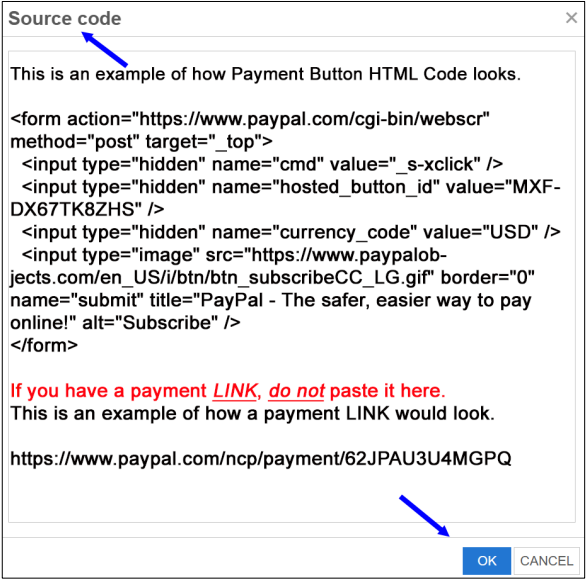 Source code
×
This is an example of how Payment Button HTML Code looks.
<form action="https://www.paypal.com/cgi-bin/webscr"
method="post" target="_top">
<input type="hidden" name="cmd" value="_s-xclick" />
<input type="hidden" name="hosted_button_id" value="MXF-
DX67TK8ZHS" />
<input type="hidden" name="currency_code" value="USD" />
<input type="image" src="https://www.paypalob-
jects.com/en_US/i/btn/btn_subscribeCC_LG.gif" border="0"
name="submit" title="PayPal - The safer, easier way to pay
online!" alt="Subscribe" />
</form>
If you have a payment LINK, do not paste it here.
This is an example of how a payment LINK would look.
https://www.paypal.com/ncp/payment/62JPAU3U4MGPQ
OK CANCEL